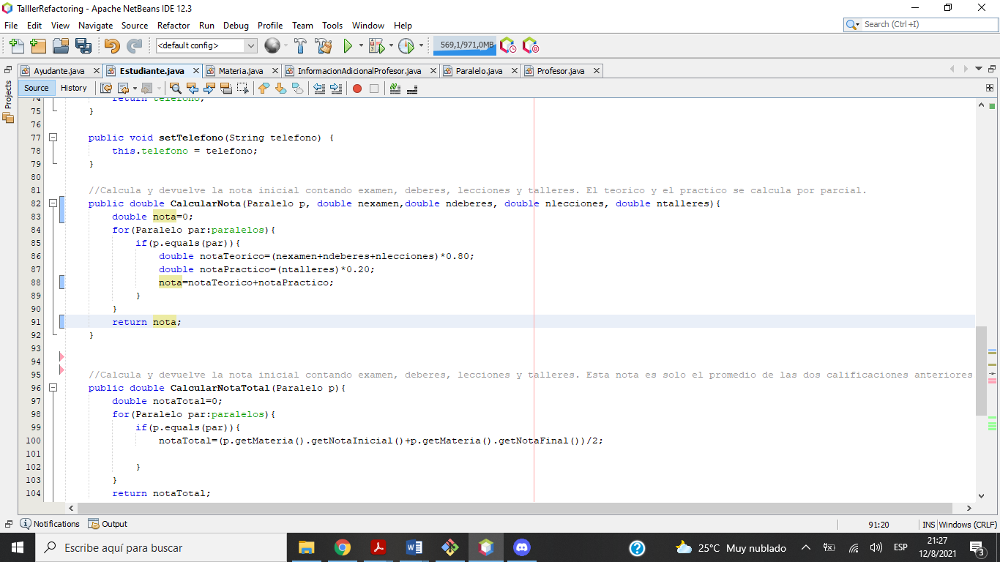 TalllerRefactoring - Apache NetBeans IDE 12.3
File Edit View Navigate Source Refactor Run Debug Profile Team Tools Window Help
Search (Ctrl+I)
<default config>
569,1/971,0MB
Projects
Ayudante.java Estudiante.java Materia.java InformacionAdicionalProfesor.java Paralelo.java Profesor.java
Source History
74 return telefono;
75 }
76
77 public void setTelefono(String telefono) {
78 this.telefono = telefono;
79 }
80
81 //Calcula y devuelve la nota inicial contando examen, deberes, lecciones y talleres. El teorico y el practico se calcula por parcial.
82 public double CalcularNota(Paralelo p, double nexamen,double ndeberes, double nlecciones, double ntalleres){
83 double nota=0;
84 for(Paralelo par:paralelos){
85 if(p.equals(par)){
86 double notaTeorico=(nexamen+ndeberes+nlecciones)*0.80;
87 double notaPractico=(ntalleres)*0.20;
88 nota=notaTeorico+notaPractico;
89 }
90 }
91 return nota;
92 }
93
94
95 //Calcula y devuelve la nota inicial contando examen, deberes, lecciones y talleres. Esta nota es solo el promedio de las dos calificaciones anteriores
96 public double CalcularNotaTotal(Paralelo p){
97 double notaTotal=0;
98 for(Paralelo par:paralelos){
99 if(p.equals(par)){
100 notaTotal=(p.getMateria().getNotaInicial()+p.getMateria().getNotaFinal())/2;
101
102 }
103 }
104 return notaTotal;
Notifications Output
91:20 INS Windows (CRLF)
Escribe aquí para buscar
25°C Muy nublado
ESP
21:27
12/8/2021
3